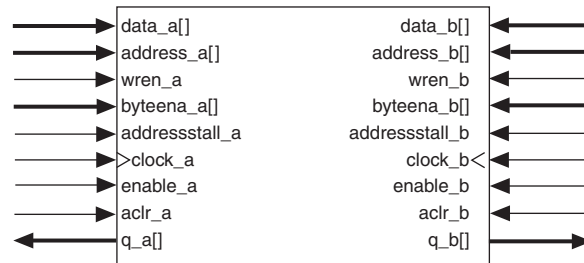 data_a[] data_b[]
address_a[] address_b[]
wren_a wren_b
byteena_a[] byteena_b[]
addressstall_a addressstall_b
clock_a clock_b
enable_a enable_b
aclr_a aclr_b
q_a[] q_b[]